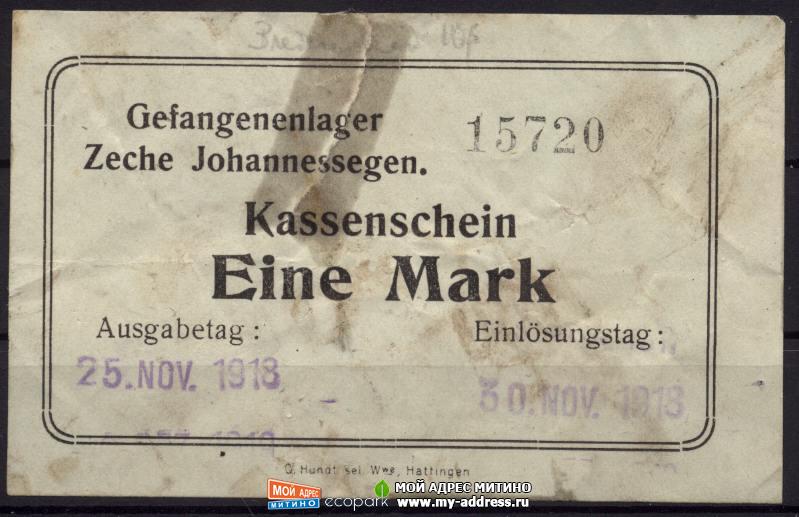 Gefangenenlager
Zeche Johannessegen.
15720
Kassenschein
Eine Mark
Ausgabetag :
Einlösungstag :
25. NOV. 1918
30. NOV. 1918
1918
G. Hundt sel. Wwe, Hattingen
МОЙ АДРЕС
МИТИНО
ecopark
МОЙ АДРЕС МИТИНО
www.my-address.ru